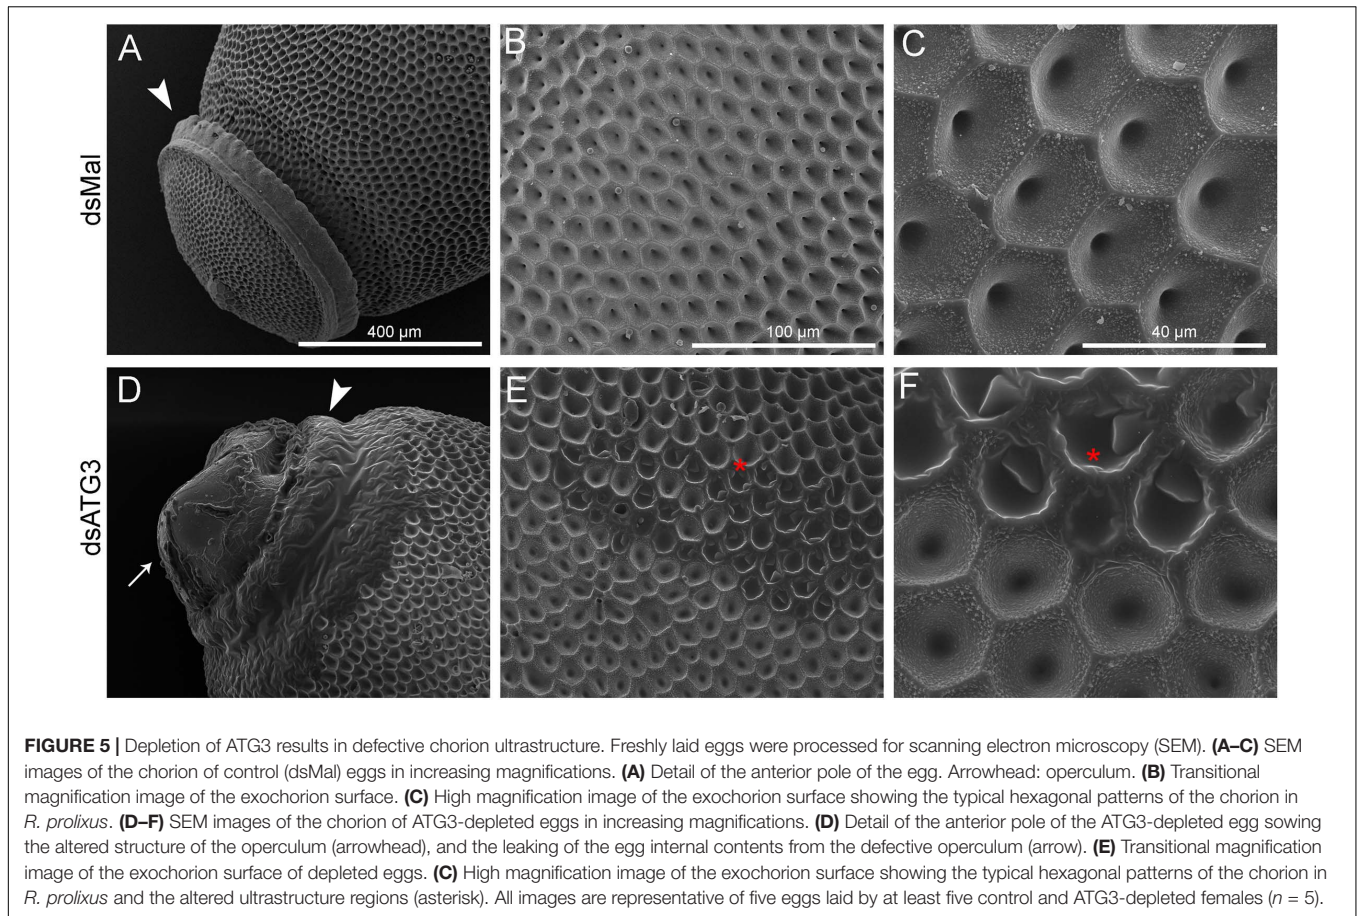 A
B
C
dsMal
400 µm
100 µm
40 µm
D
E
F
dsATG3
*
*
FIGURE 5 | Depletion of ATG3 results in defective chorion ultrastructure. Freshly laid eggs were processed for scanning electron microscopy (SEM). (A–C) SEM
images of the chorion of control (dsMal) eggs in increasing magnifications. (A) Detail of the anterior pole of the egg. Arrowhead: operculum. (B) Transitional
magnification image of the exochorion surface. (C) High magnification image of the exochorion surface showing the typical hexagonal patterns of the chorion in
R. prolixus. (D–F) SEM images of the chorion of ATG3-depleted eggs in increasing magnifications. (D) Detail of the anterior pole of the ATG3-depleted egg sowing
the altered structure of the operculum (arrowhead), and the leaking of the egg internal contents from the defective operculum (arrow). (E) Transitional magnification
image of the exochorion surface of depleted eggs. (C) High magnification image of the exochorion surface showing the typical hexagonal patterns of the chorion in
R. prolixus and the altered ultrastructure regions (asterisk). All images are representative of five eggs laid by at least five control and ATG3-depleted females (n = 5).